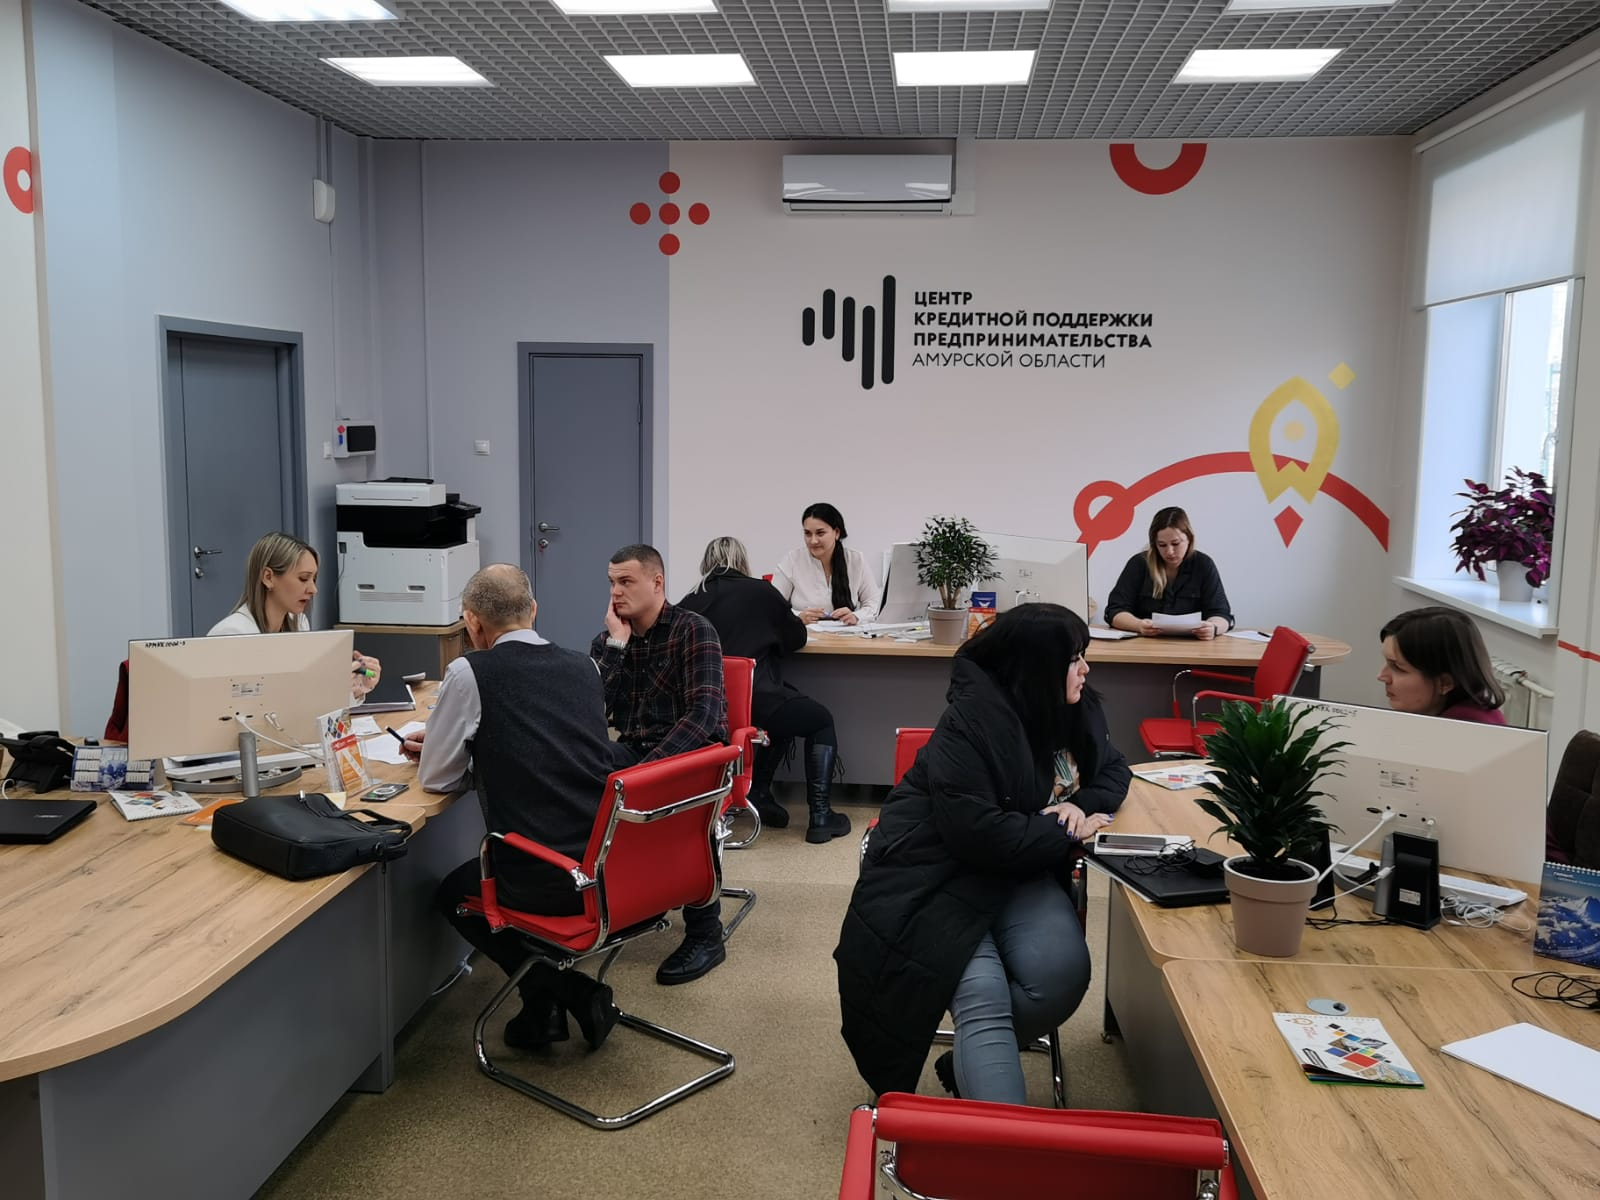 ЦЕНТР
КРЕДИТНОЙ ПОДДЕРЖКИ
ПРЕДПРИНИМАТЕЛЬСТВА
АМУРСКОЙ ОБЛАСТИ